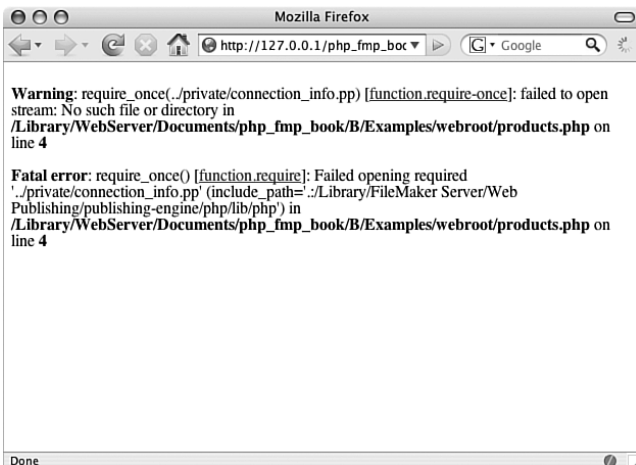 Mozilla Firefox
http://127.0.0.1/php_fmp_boc
G Google
Warning: require_once(../private/connection_info.pp) [function.require-once]: failed to open
stream: No such file or directory in
/Library/WebServer/Documents/php_fmp_book/B/Examples/webroot/products.php on
line 4
Fatal error: require_once() [function.require]: Failed opening required
'../private/connection_info.pp' (include_path='.:/Library/FileMaker Server/Web
Publishing/publishing-engine/php/lib/php') in
/Library/WebServer/Documents/php_fmp_book/B/Examples/webroot/products.php on
line 4
Done